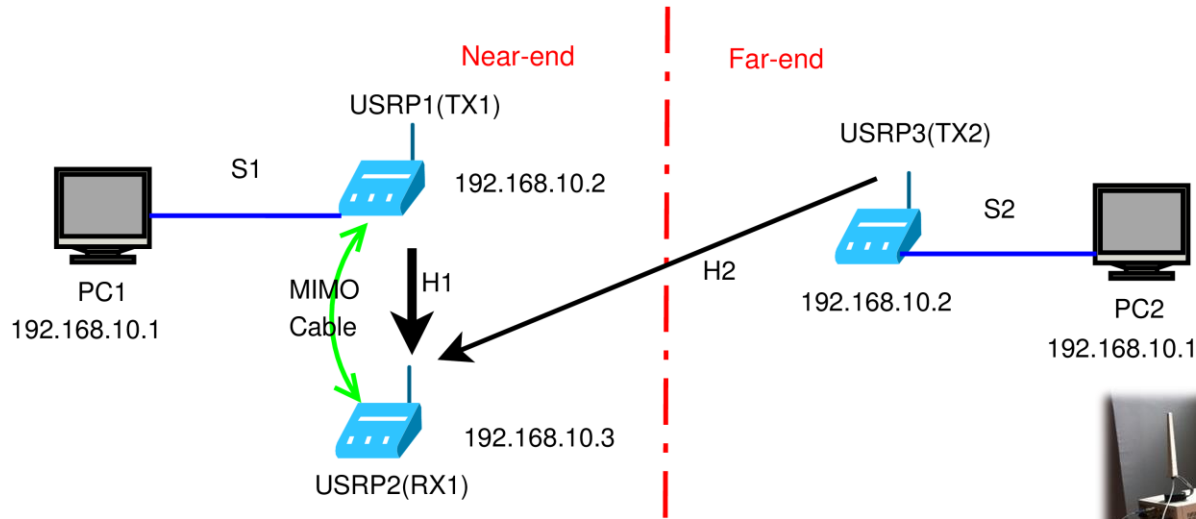 Near-end
Far-end
USRP1(TX1)
USRP3(TX2)
S1
192.168.10.2
S2
PC1
192.168.10.1
MIMO
Cable
H1
H2
192.168.10.2
PC2
192.168.10.1
192.168.10.3
USRP2(RX1)